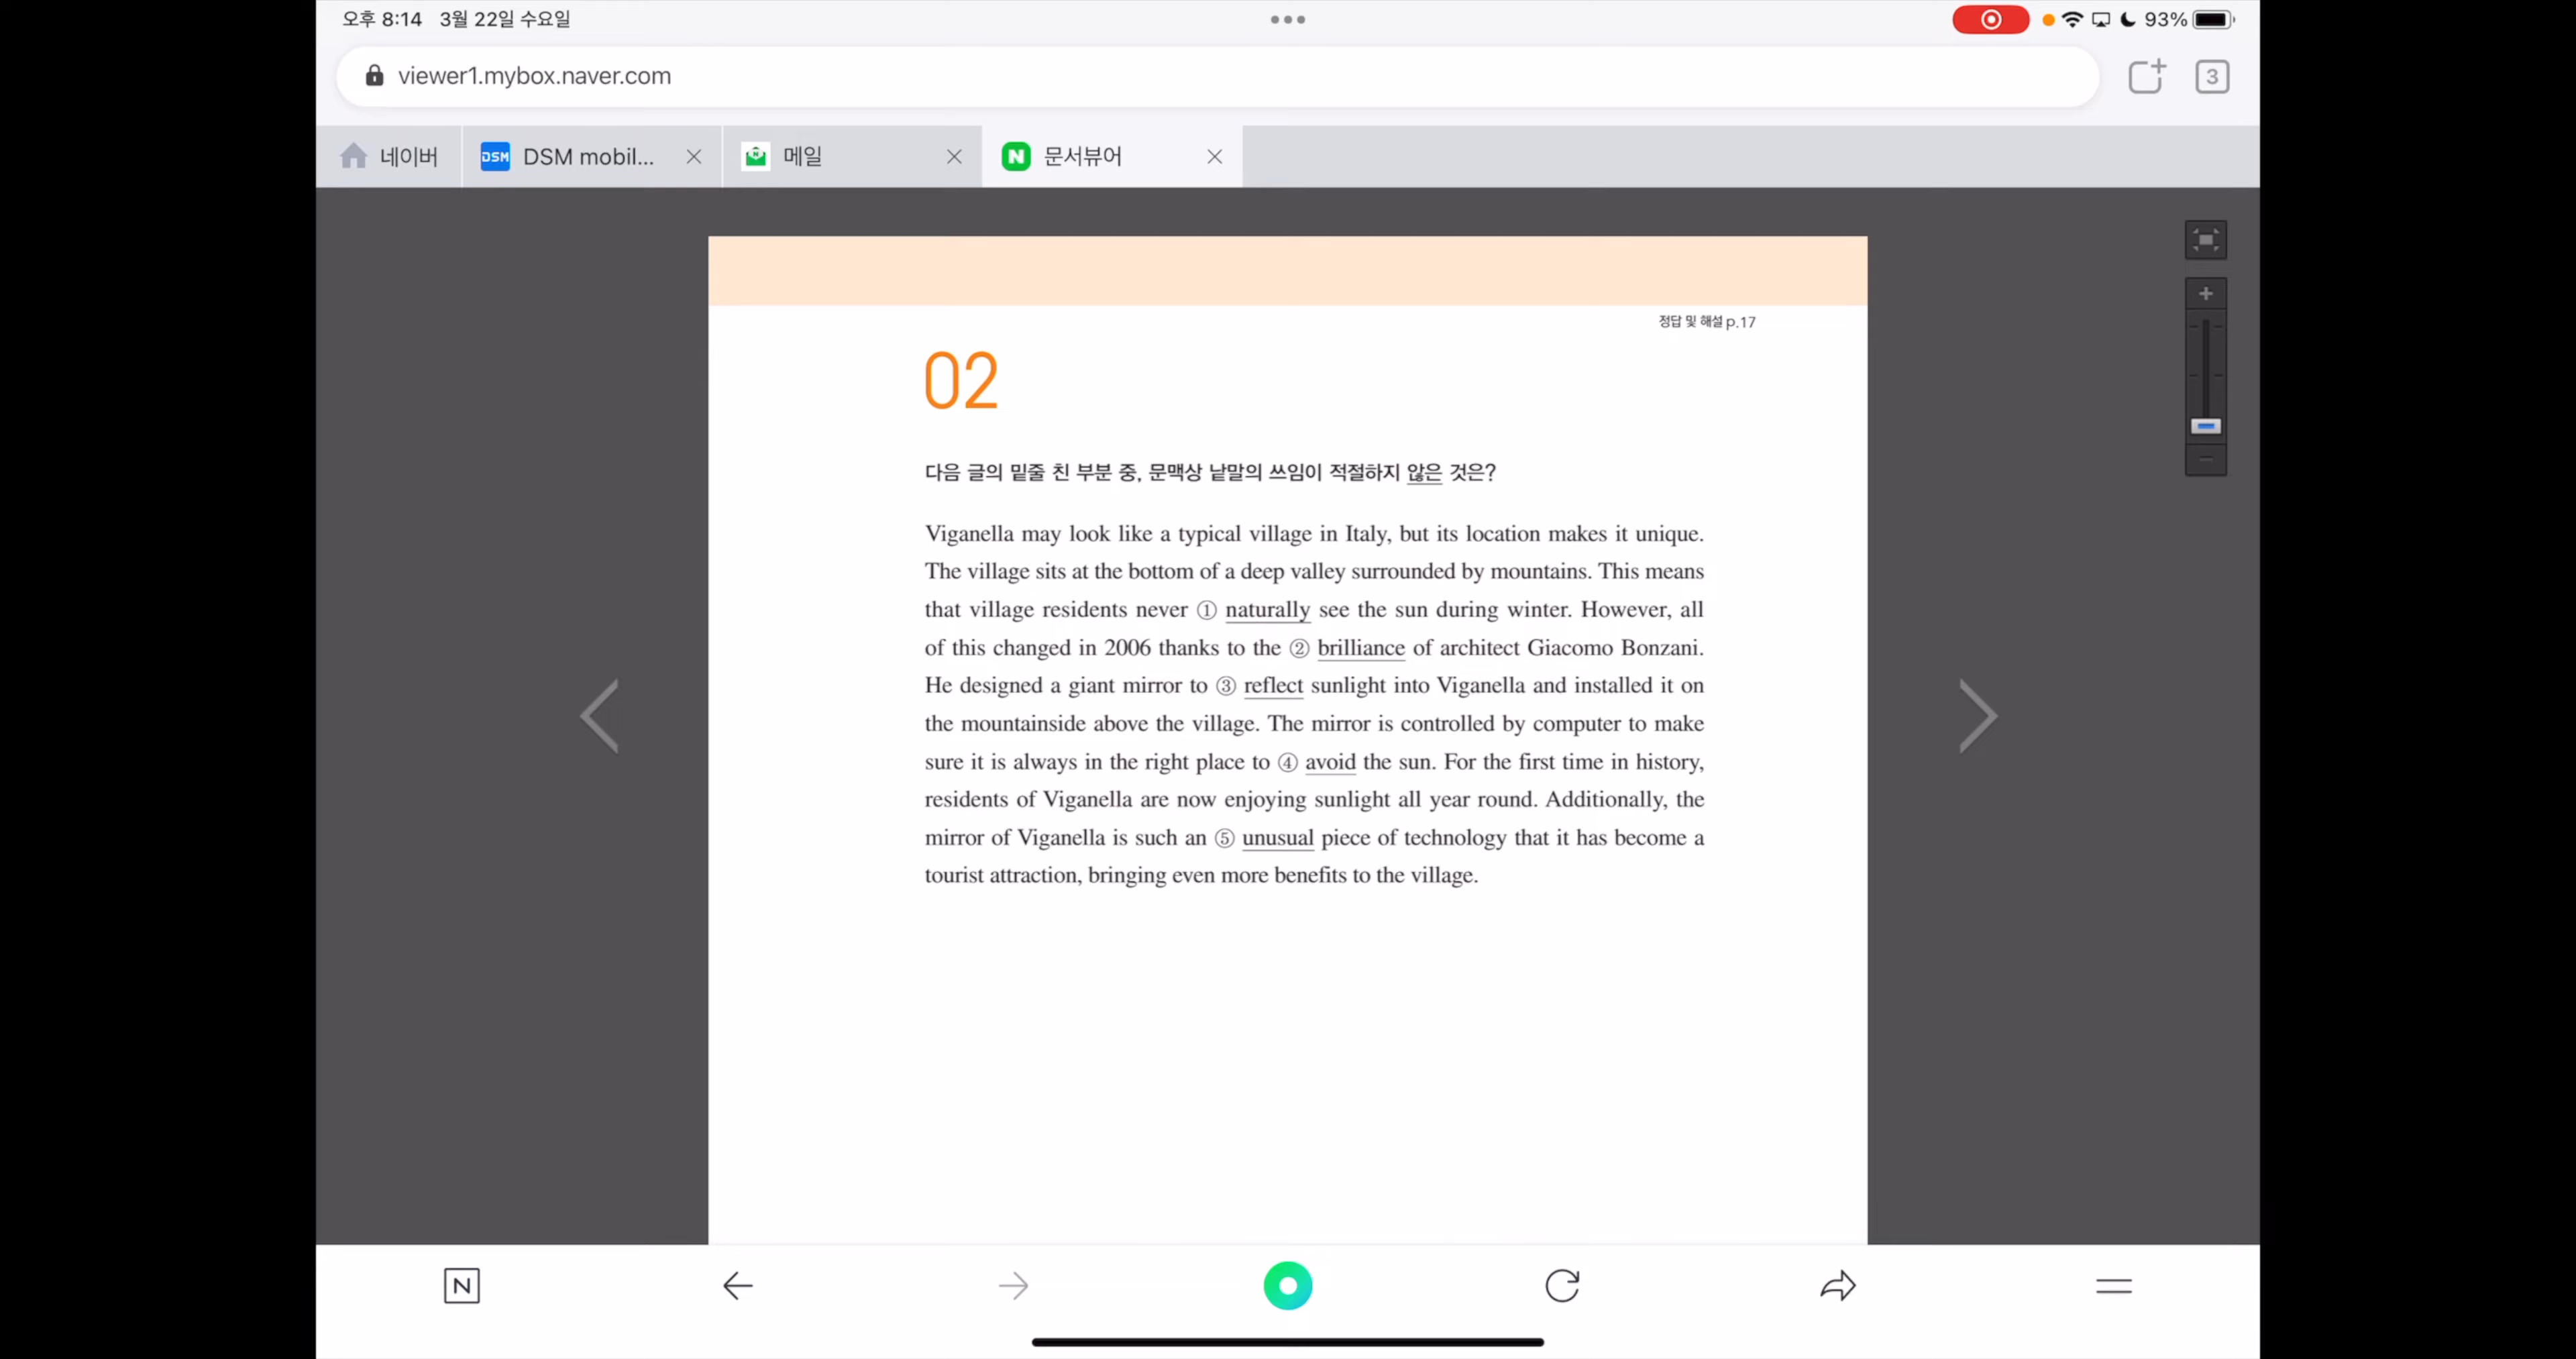 오후 8:14 3월 22일 수요일
93%
viewer1.mybox.naver.com
3
네이버
DSM
DSM mobil...
메일
N
문서뷰어
정답 및 해설 p.17
02
다음 글의 밑줄 친 부분 중, 문맥상 낱말의 쓰임이 적절하지 않은 것은?
Viganella may look like a typical village in Italy, but its location makes it unique.
The village sits at the bottom of a deep valley surrounded by mountains. This means
that village residents never ① naturally see the sun during winter. However, all
of this changed in 2006 thanks to the ② brilliance of architect Giacomo Bonzani.
He designed a giant mirror to ③ reflect sunlight into Viganella and installed it on
the mountainside above the village. The mirror is controlled by computer to make
sure it is always in the right place to ④ avoid the sun. For the first time in history,
residents of Viganella are now enjoying sunlight all year round. Additionally, the
mirror of Viganella is such an ⑤ unusual piece of technology that it has become a
tourist attraction, bringing even more benefits to the village.
N